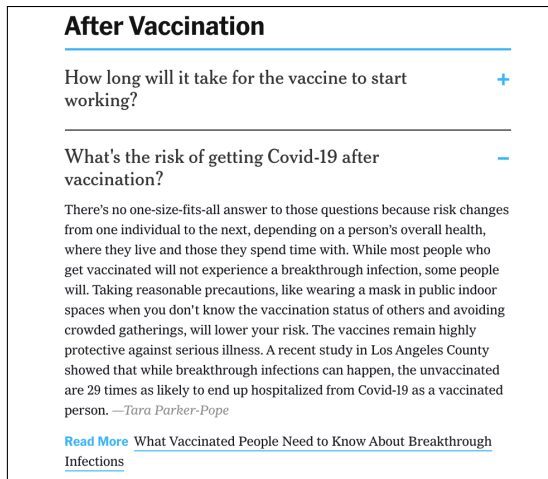 After Vaccination
How long will it take for the vaccine to start
working?
+
What's the risk of getting Covid-19 after
vaccination?
–
There's no one-size-fits-all answer to those questions because risk changes
from one individual to the next, depending on a person's overall health,
where they live and those they spend time with. While most people who
get vaccinated will not experience a breakthrough infection, some people
will. Taking reasonable precautions, like wearing a mask in public indoor
spaces when you don't know the vaccination status of others and avoiding
crowded gatherings, will lower your risk. The vaccines remain highly
protective against serious illness. A recent study in Los Angeles County
showed that while breakthrough infections can happen, the unvaccinated
are 29 times as likely to end up hospitalized from Covid-19 as a vaccinated
person. —Tara Parker-Pope
Read More What Vaccinated People Need to Know About Breakthrough
Infections